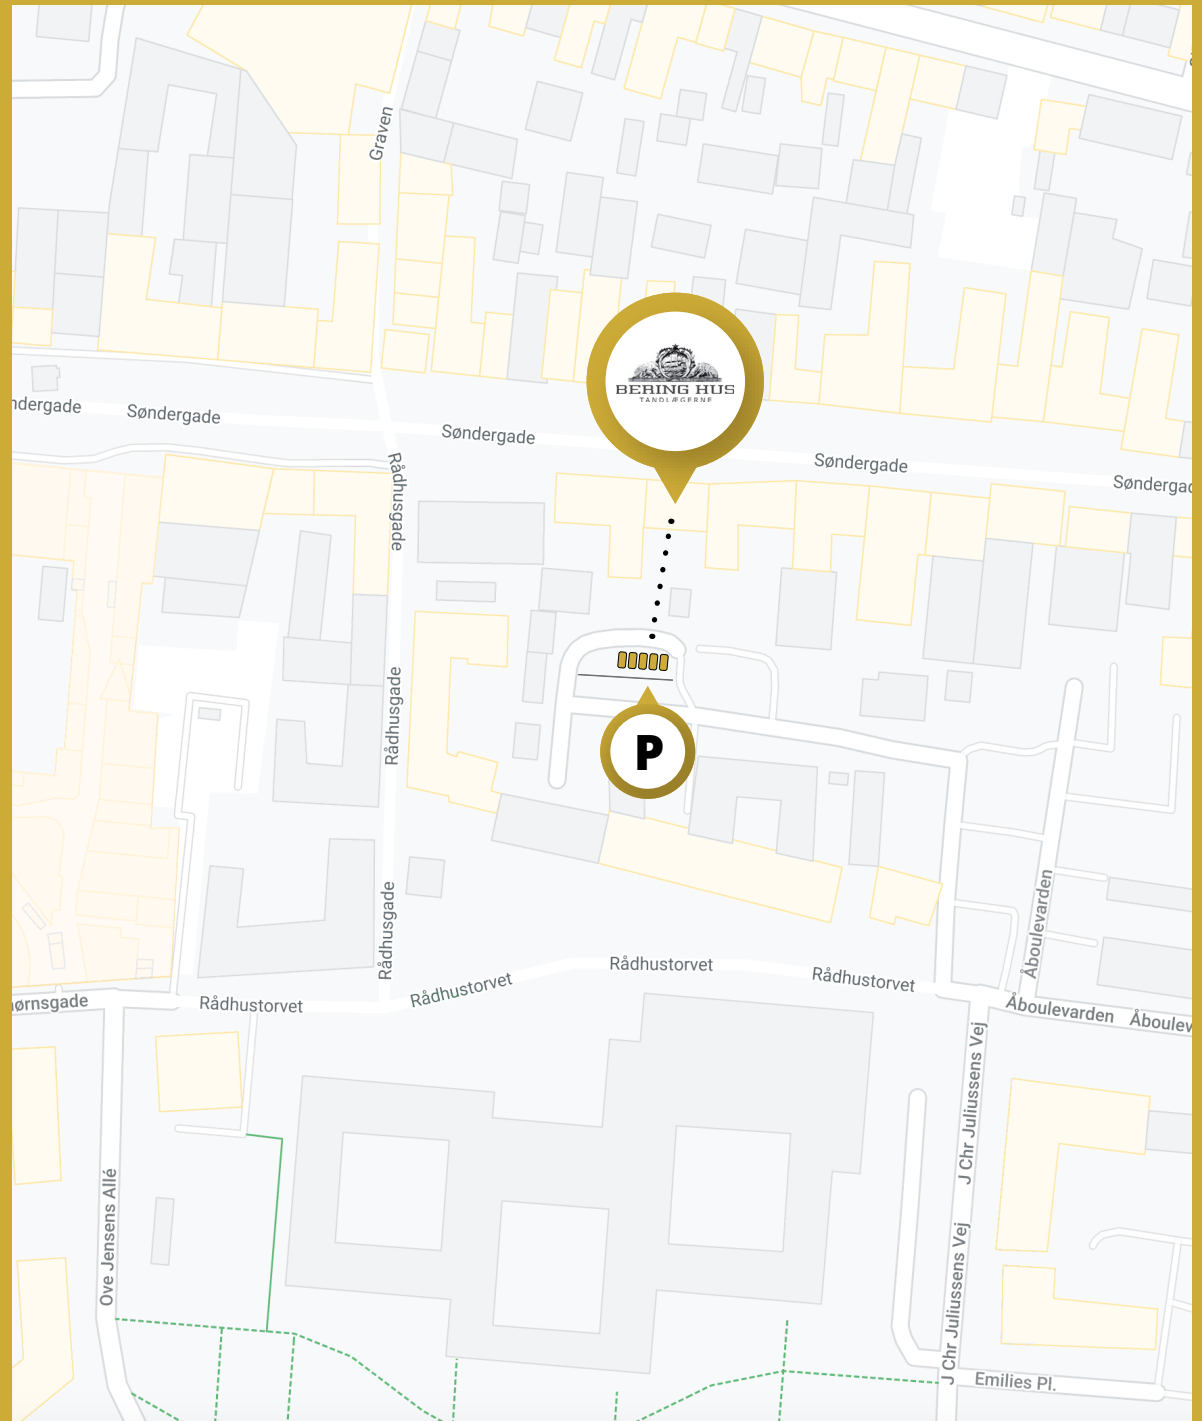 Graven
ndergade
Søndergade
Søndergade
Søndergade
Søndergad
BERING HUS
TANDLÆGERNE
Rådhusgade
Rådhusgade
Rådhusgade
P
Åboulevarden
ørnsgade
Rådhustorvet
Rådhustorvet
Rådhustorvet
Rådhustorvet
Åboulevarden
Åboulev
J Chr Juliussens Vej
J Chr Juliussens Vej
Ove Jensens Allé
Emilies Pl.